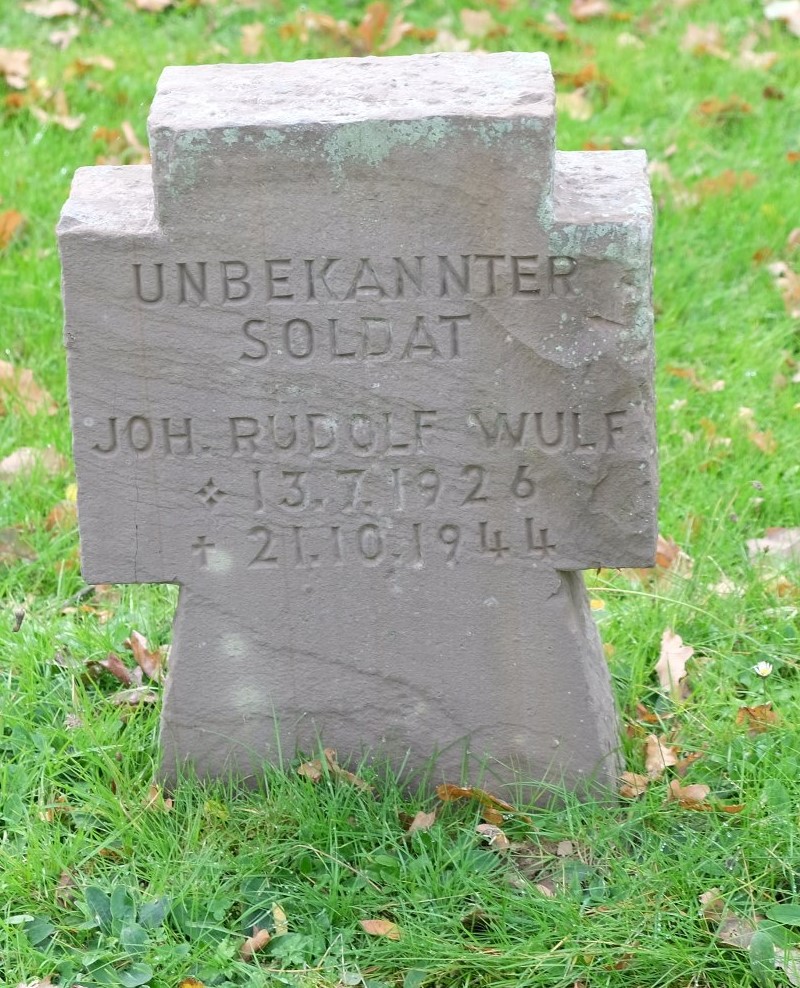 UNBEKANNTER
SOLDAT
JOH. RUDOLF WULF
13.7.1926
† 21.10.1944